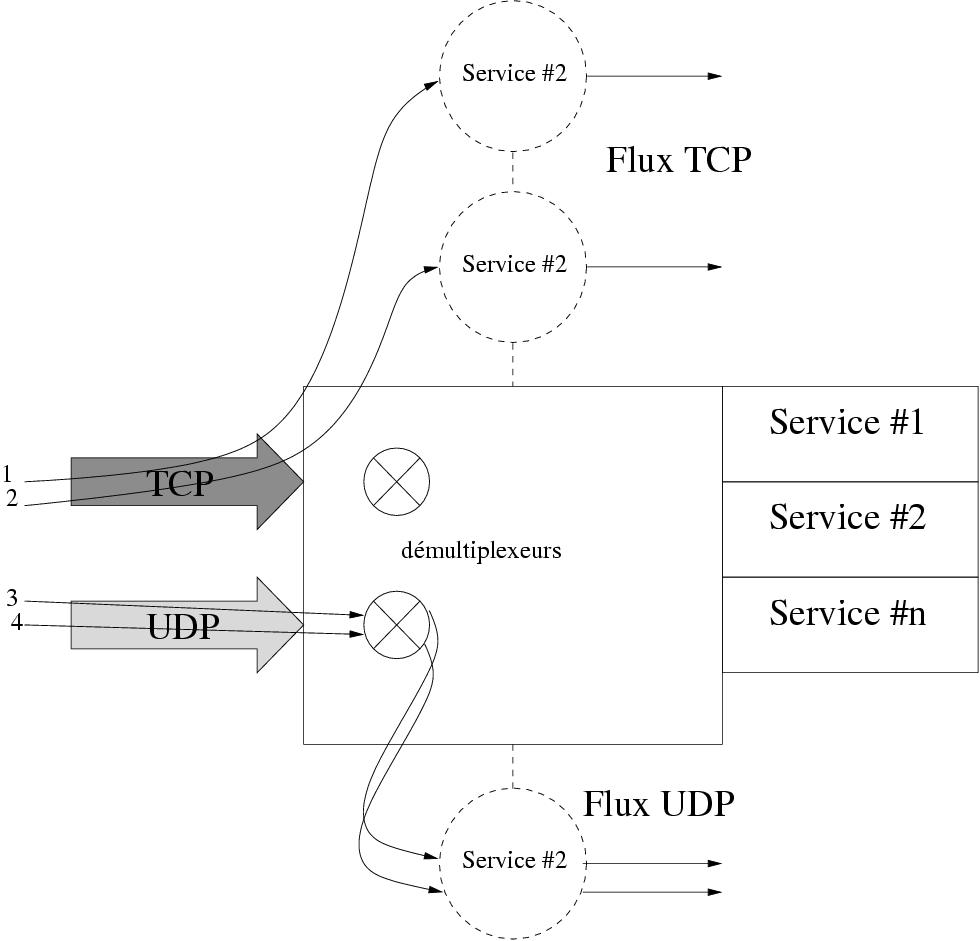 Service #2
Flux TCP
Service #2
Service #1
1
TCP
2
Service #2
démultiplexeurs
3
Service #n
4
UDP
Flux UDP
Service #2